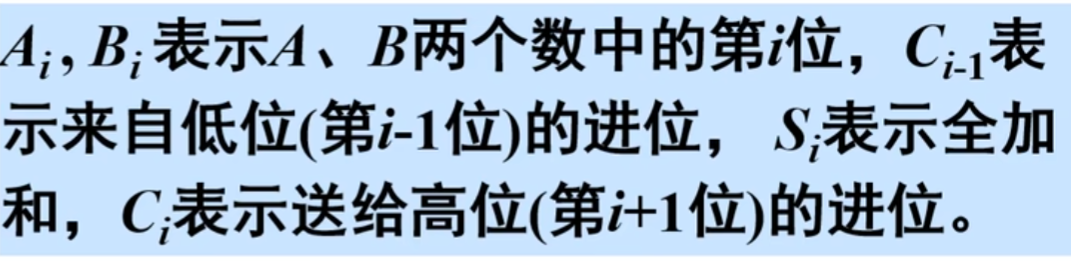 Ai, Bi 表示A、B两个数中的第i位，Ci-1表
示来自低位(第i-1位)的进位， Si表示全加
和，Ci表示送给高位(第i+1位)的进位。